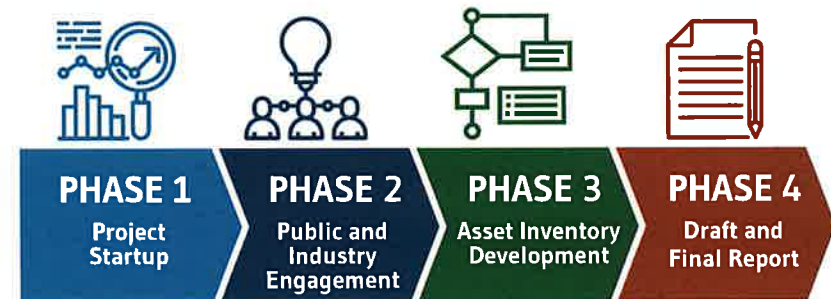 PHASE 1
Project
Startup
PHASE 2
Public and
Industry
Engagement
PHASE 3
Asset Inventory
Development
PHASE 4
Draft and
Final Report